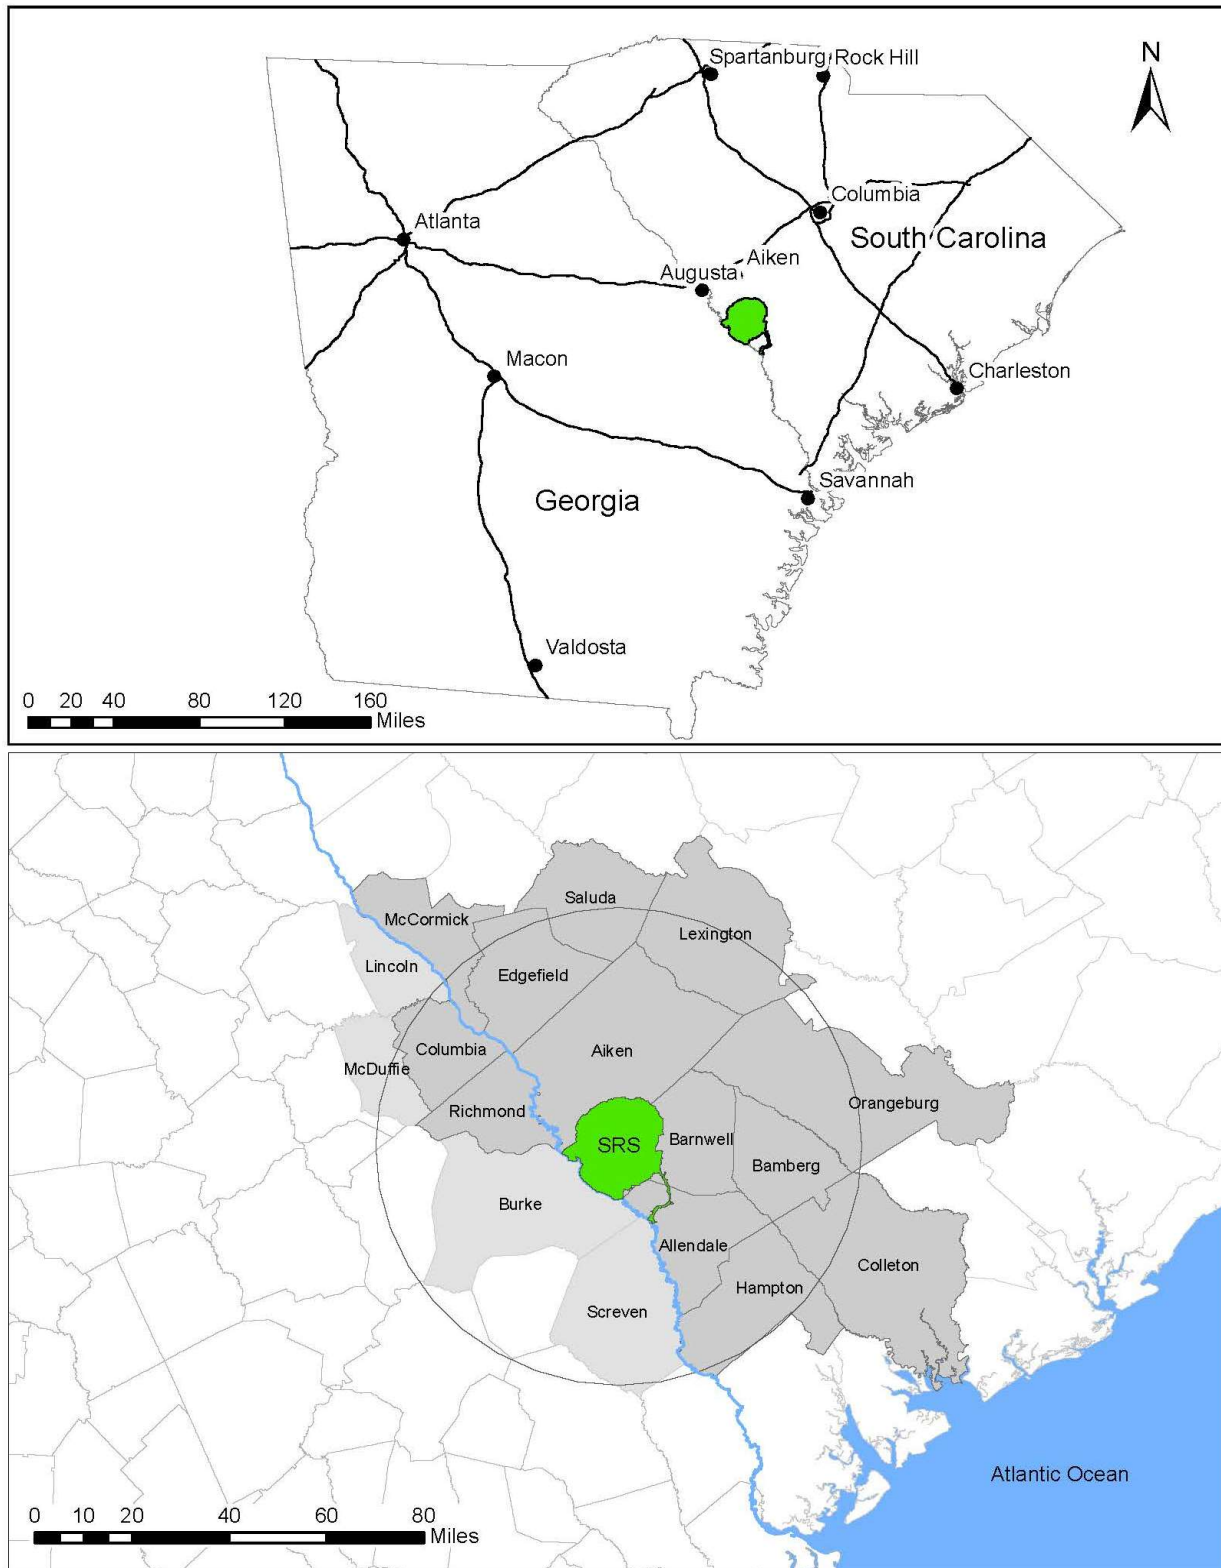 N
Spartanburg Rock Hill
Columbia
Atlanta
South Carolina
Aiken
Augusta
Macon
Charleston
Savannah
Georgia
Valdosta
0 20 40 80 120 160
Miles
Saluda
McCormick
Lexington
Lincoln
Edgefield
Columbia
Aiken
McDuffie
Orangeburg
Richmond
SRS
Barnwell
Bamberg
Burke
Allendale
Colleton
Hampton
Screven
Atlantic Ocean
0 10 20 40 60 80
Miles